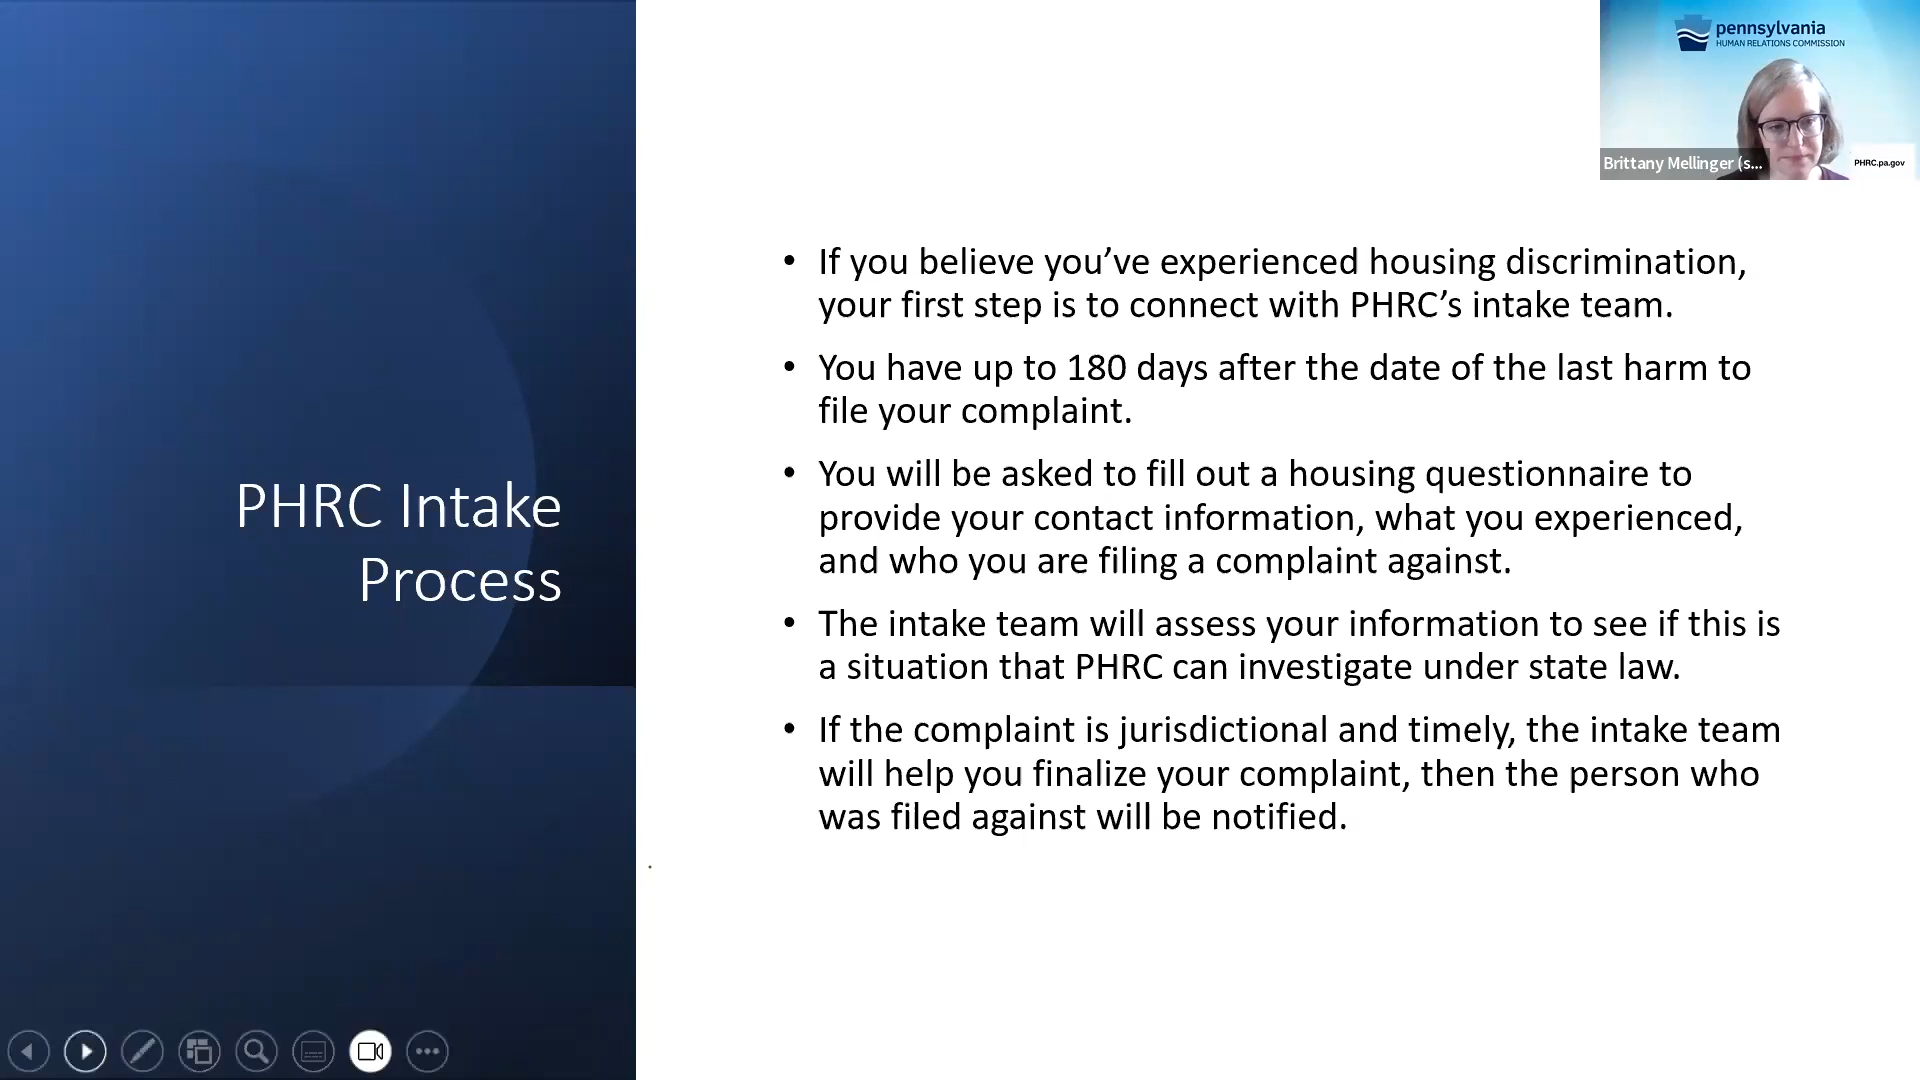 pennsylvania
HUMAN RELATIONS COMMISSION
Brittany Mellinger (s...
PHRC.pa.gov
PHRC Intake
Process
• If you believe you’ve experienced housing discrimination,
your first step is to connect with PHRC’s intake team.
• You have up to 180 days after the date of the last harm to
file your complaint.
• You will be asked to fill out a housing questionnaire to
provide your contact information, what you experienced,
and who you are filing a complaint against.
• The intake team will assess your information to see if this is
a situation that PHRC can investigate under state law.
• If the complaint is jurisdictional and timely, the intake team
will help you finalize your complaint, then the person who
was filed against will be notified.